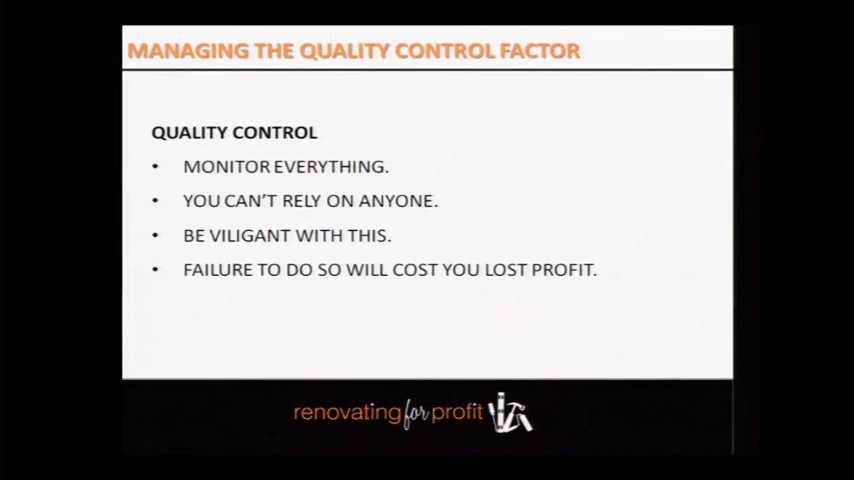 MANAGING THE QUALITY CONTROL FACTOR
QUALITY CONTROL
• MONITOR EVERYTHING.
• YOU CAN'T RELY ON ANYONE.
• BE VILIGANT WITH THIS.
• FAILURE TO DO SO WILL COST YOU LOST PROFIT.
renovating for profit